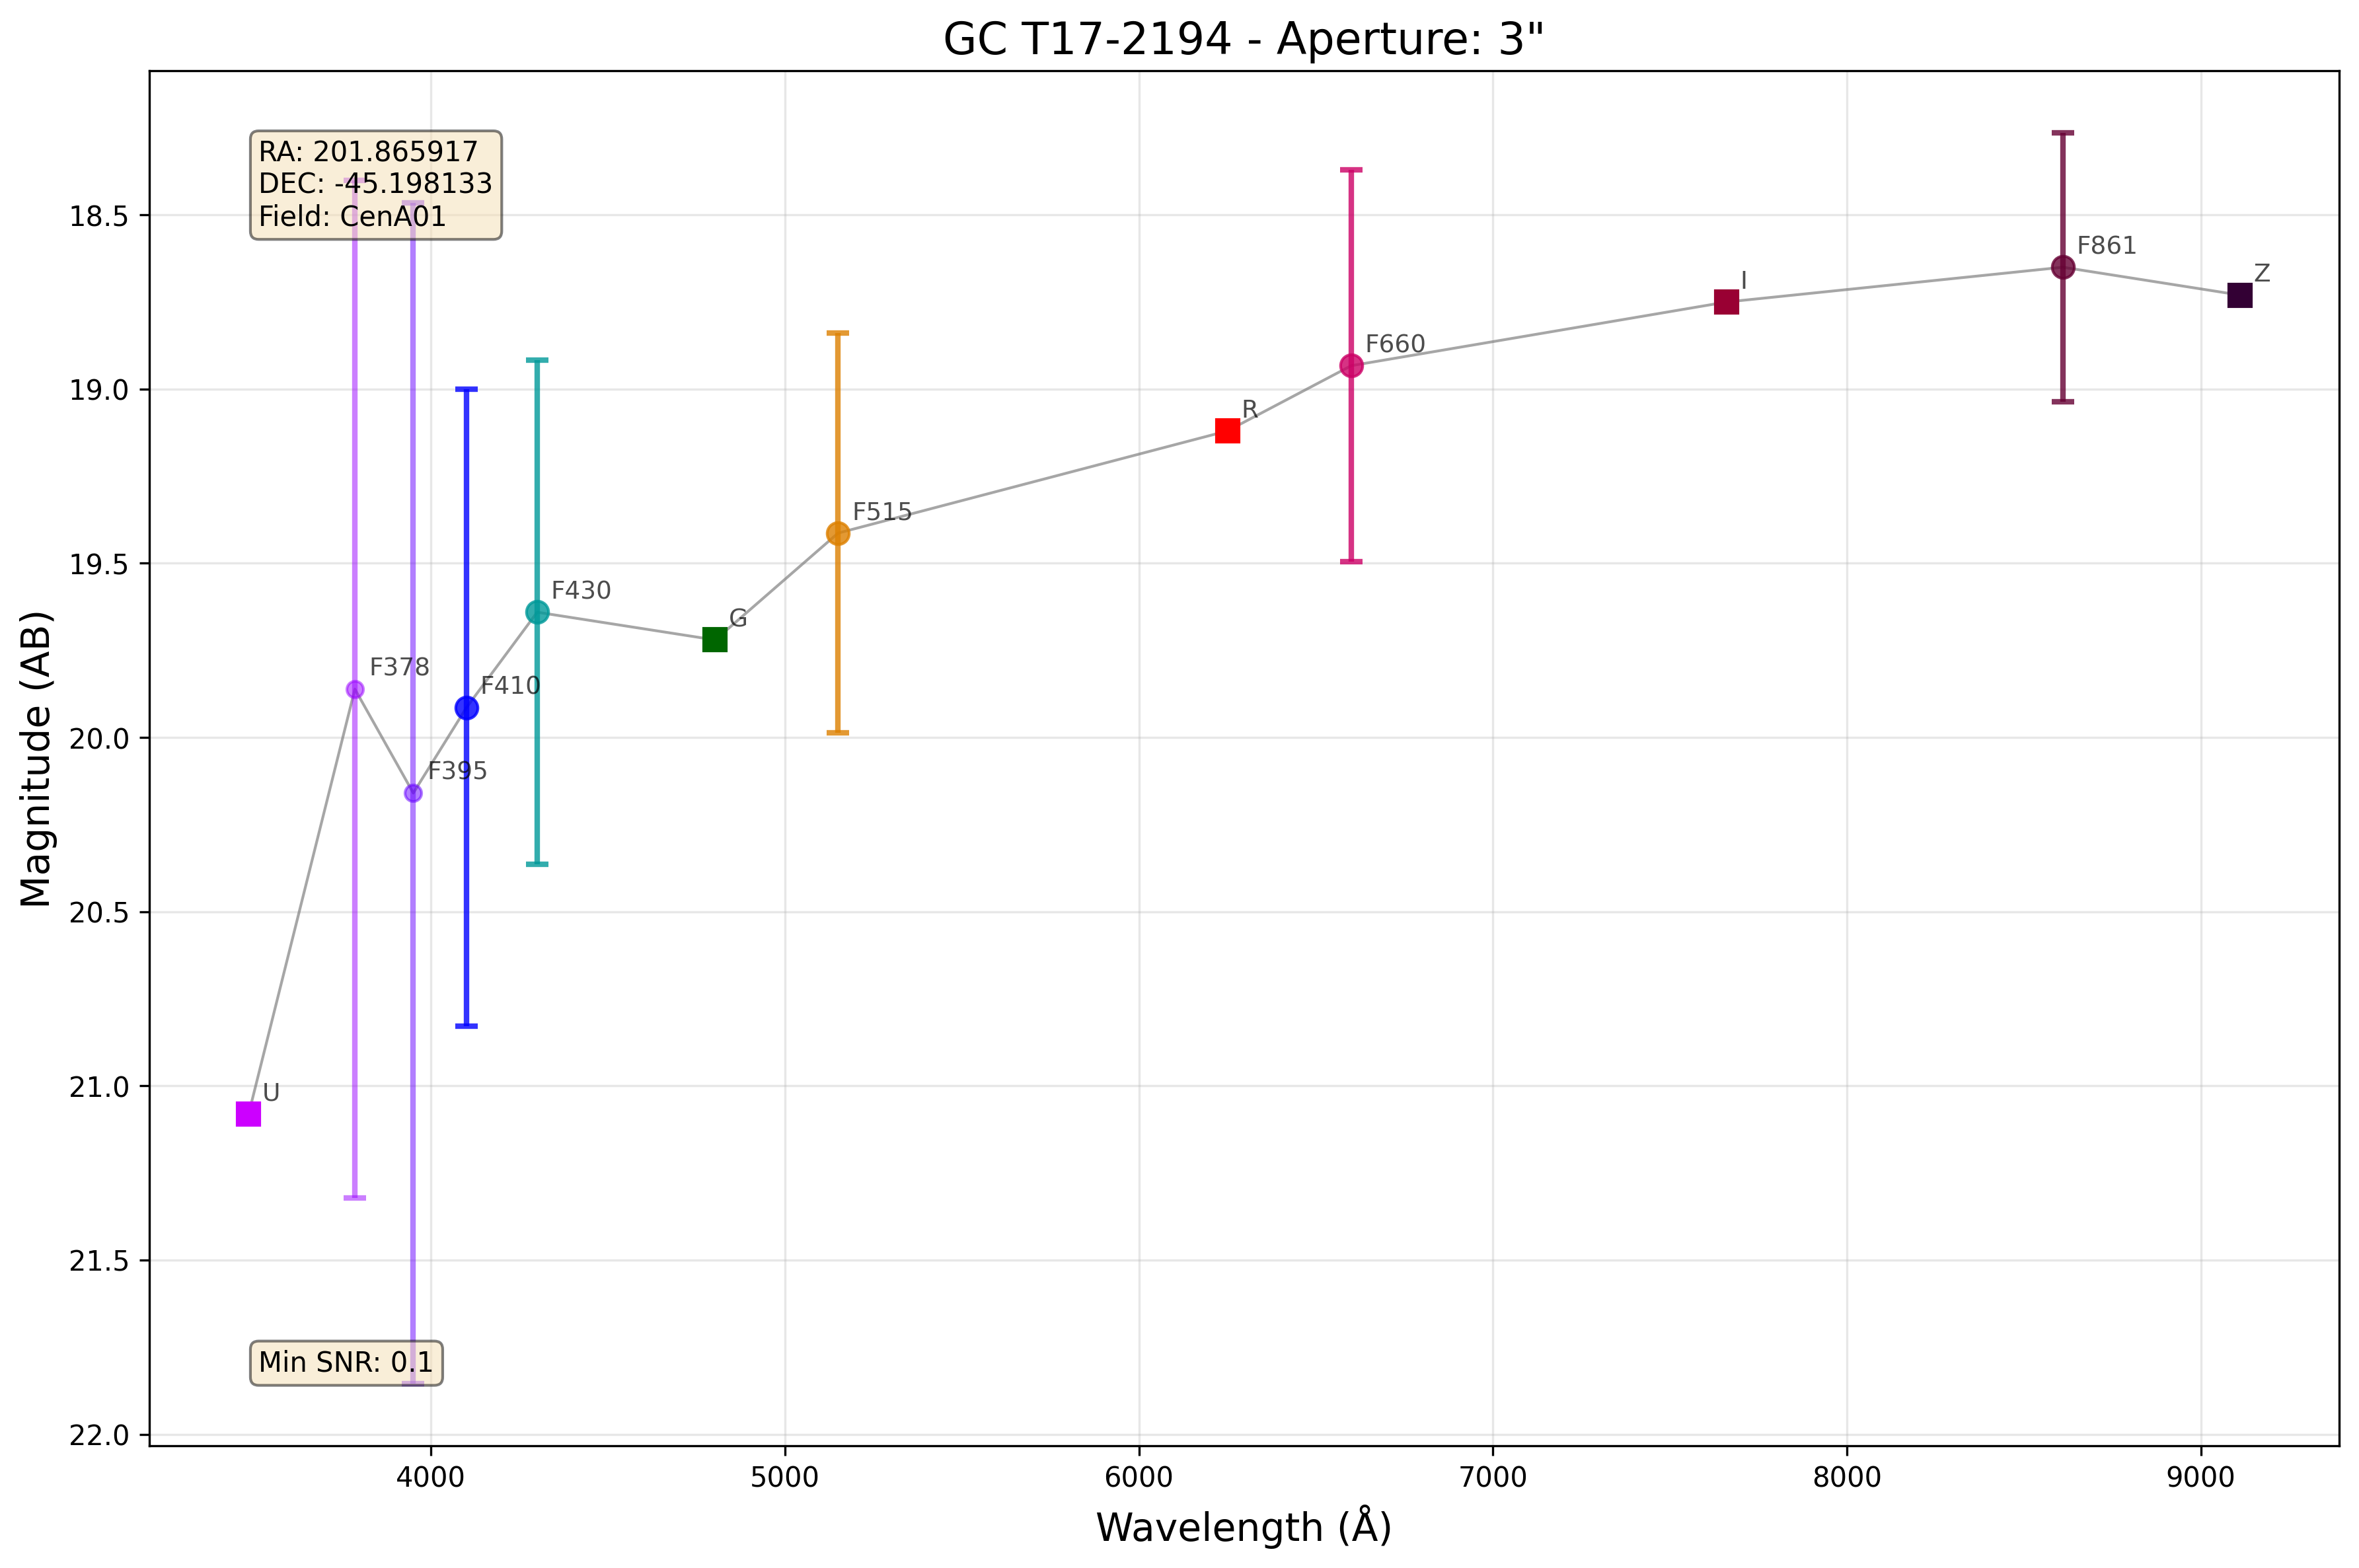 GC T17-2194 - Aperture: 3"
RA: 201.865917
DEC: -45.198133
Field: CenA01
F861
Z
I
F660
R
F515
F430
G
F378
F410
F395
U
Min SNR: 0.1
18.5
19.0
19.5
20.0
20.5
21.0
21.5
22.0
Magnitude (AB)
4000 5000 6000 7000 8000 9000
Wavelength (Å)